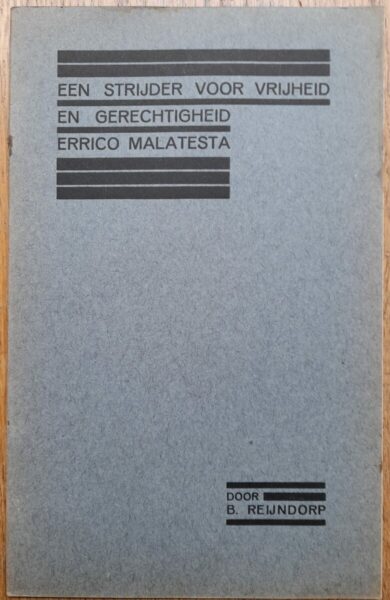 EEN STRIJDER VOOR VRIJHEID
EN GERECHTIGHEID
ERRICO MALATESTA
DOOR
B. REIJNDORP